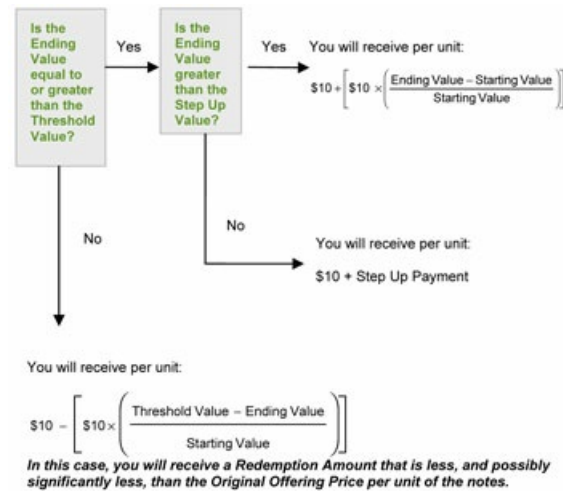 Is the
Ending
Value
equal to
or greater
than the
Threshold
Value?
Yes
Is the
Ending
Value
greater
than the
Step Up
Value?
Yes
You will receive per unit:
$10 + [ $10 × ( Ending Value – Starting Value
Starting Value ) ]
No
No
You will receive per unit:
$10 + Step Up Payment
You will receive per unit:
$10 – [ $10 × ( Threshold Value – Ending Value
Starting Value ) ]
In this case, you will receive a Redemption Amount that is less, and possibly
significantly less, than the Original Offering Price per unit of the notes.